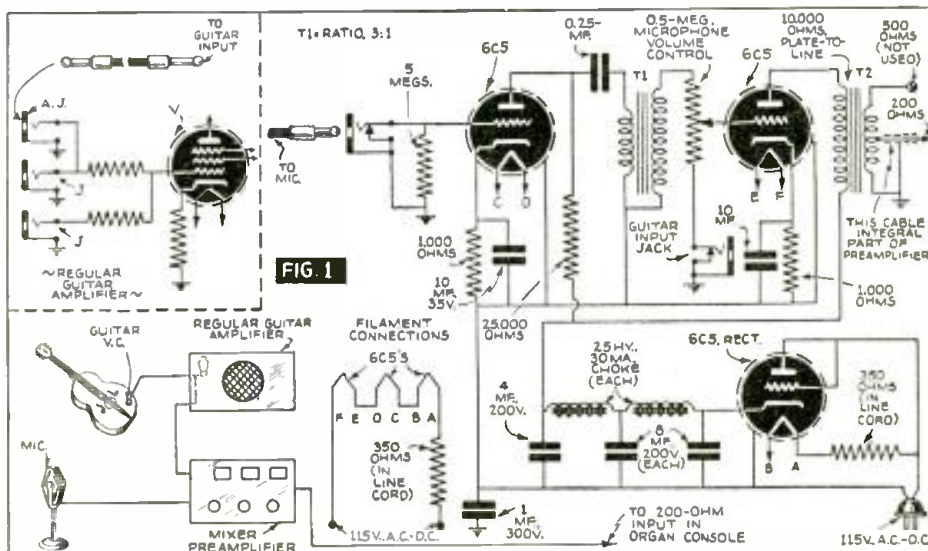 TO
GUITAR
INPUT
A.J.
V.
J
J
~REGULAR
GUITAR
AMPLIFIER~
T1=RATIO, 3:1
5
MEGS.
TO
MIC.
6C5
0.25-
MF.
T1
0.5-MEG.
MICROPHONE
VOLUME
CONTROL
6C5
10,000
OHMS,
PLATE-TO-
LINE
T2
500
OHMS
(NOT
USED)
200
OHMS
C D
E F
1,000
OHMS
10
MF.
35V.
25,000
OHMS
GUITAR
INPUT
JACK
10
MF.
1,000
OHMS
THIS CABLE
INTEGRAL
PART OF
PREAMPLIFIER
FIG. 1
GUITAR
V.C.
REGULAR GUITAR
AMPLIFIER
MIC.
MIXER
PREAMPLIFIER
FILAMENT
CONNECTIONS
6C5'S
F E D C B A
350
OHMS
(IN
LINE
CORD)
115V. A.C.-D.C.
25 HY.,
30 MA.
CHOKE
(EACH)
4
MF.
200V.
8
MF.
200V.
(EACH)
1
MF.
300V.
6C5, RECT.
B A
350
OHMS
(IN
LINE
CORD)
TO 200-OHM
INPUT IN
ORGAN CONSOLE
115V. A.C.-D.C.